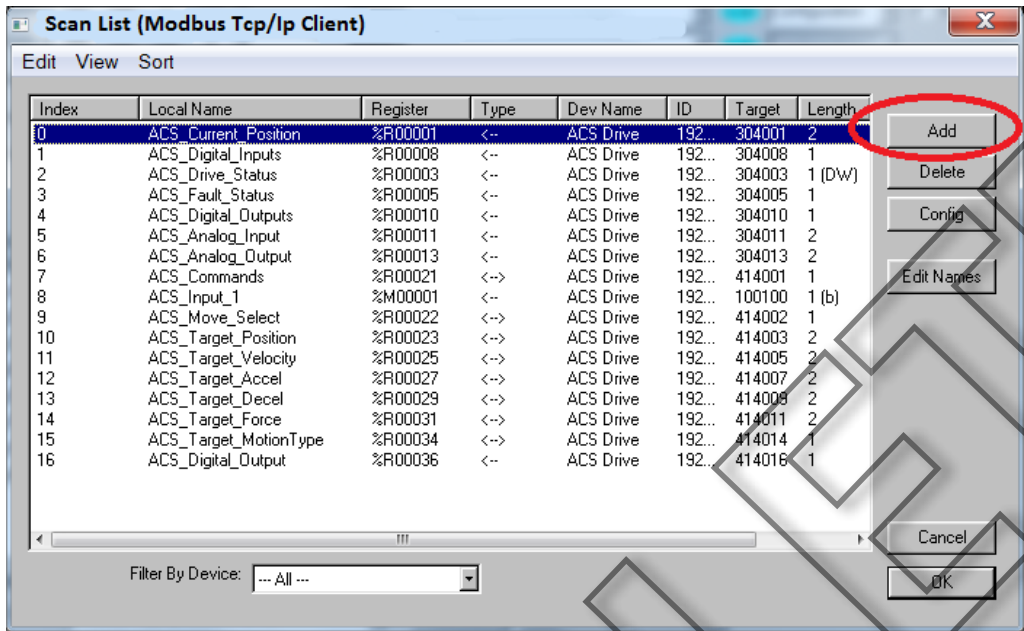 Scan List (Modbus Tcp/Ip Client)
Edit View Sort
Index Local Name Register Type Dev Name ID Target Length
0 ACS_Current_Position %R00001 <-- ACS Drive 192... 304001 2
1 ACS_Digital_Inputs %R00008 <-- ACS Drive 192... 304008 1
2 ACS_Drive_Status %R00003 <-- ACS Drive 192... 304003 1 (DW)
3 ACS_Fault_Status %R00005 <-- ACS Drive 192... 304005 1
4 ACS_Digital_Outputs %R00010 <-- ACS Drive 192... 304010 1
5 ACS_Analog_Input %R00011 <-- ACS Drive 192... 304011 2
6 ACS_Analog_Output %R00013 <-- ACS Drive 192... 304013 2
7 ACS_Commands %R00021 <--> ACS Drive 192... 414001 1
8 ACS_Input_1 %M00001 <-- ACS Drive 192... 100100 1 (b)
9 ACS_Move_Select %R00022 <--> ACS Drive 192... 414002 1
10 ACS_Target_Position %R00023 <--> ACS Drive 192... 414003 2
11 ACS_Target_Velocity %R00025 <--> ACS Drive 192... 414005 2
12 ACS_Target_Accel %R00027 <--> ACS Drive 192... 414007 2
13 ACS_Target_Decel %R00029 <--> ACS Drive 192... 414009 2
14 ACS_Target_Force %R00031 <--> ACS Drive 192... 414011 2
15 ACS_Target_MotionType %R00034 <--> ACS Drive 192... 414014 1
16 ACS_Digital_Output %R00036 <-- ACS Drive 192... 414016 1
Add
Delete
Config
Edit Names
Cancel
OK
Filter By Device: --- All ---